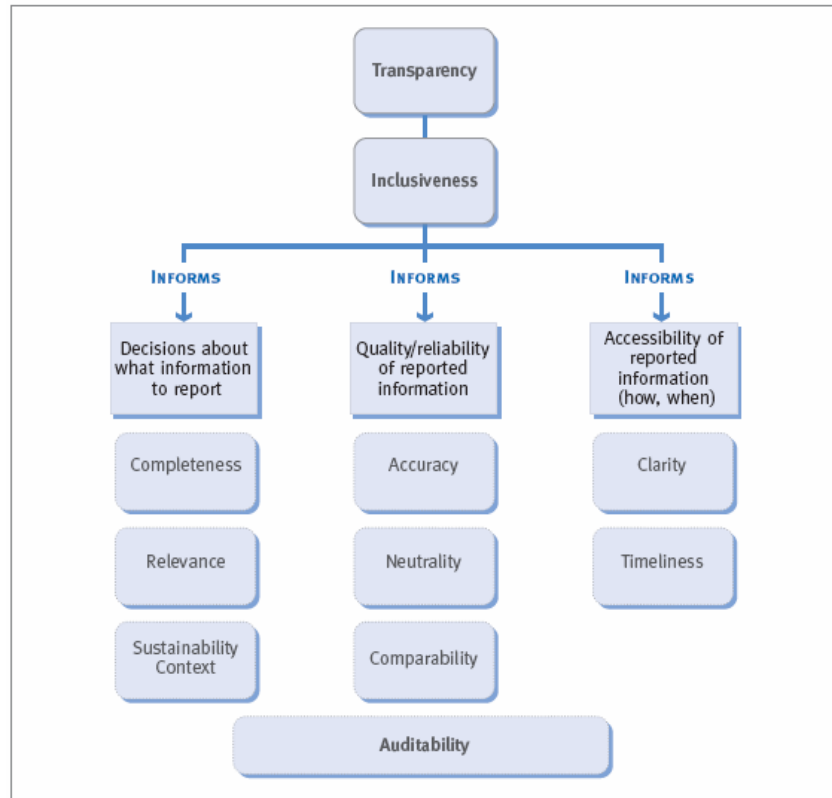 Transparency
Inclusiveness
INFORMS
INFORMS
INFORMS
Decisions about
what information
to report
Quality/reliability
of reported
information
Accessibility of
reported
information
(how, when)
Completeness
Accuracy
Clarity
Relevance
Neutrality
Timeliness
Sustainability
Context
Comparability
Auditability